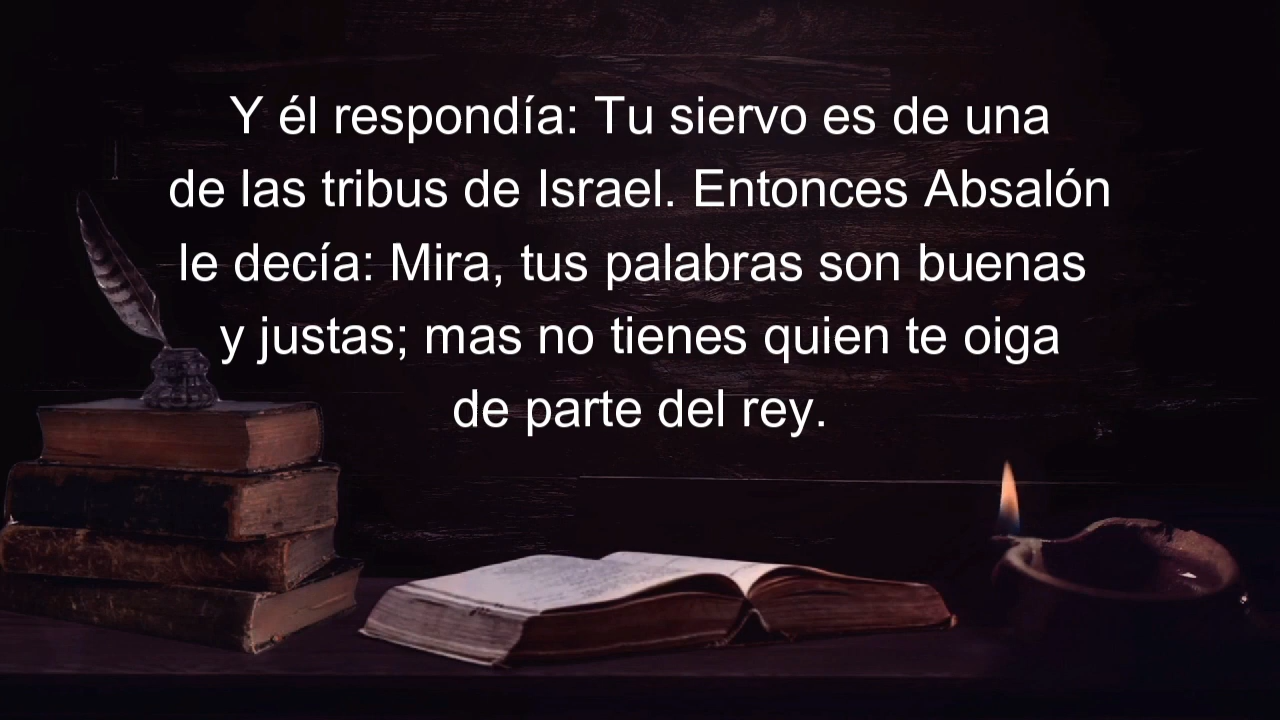 Y él respondía: Tu siervo es de una
de las tribus de Israel. Entonces Absalón
le decía: Mira, tus palabras son buenas
y justas; mas no tienes quien te oiga
de parte del rey.